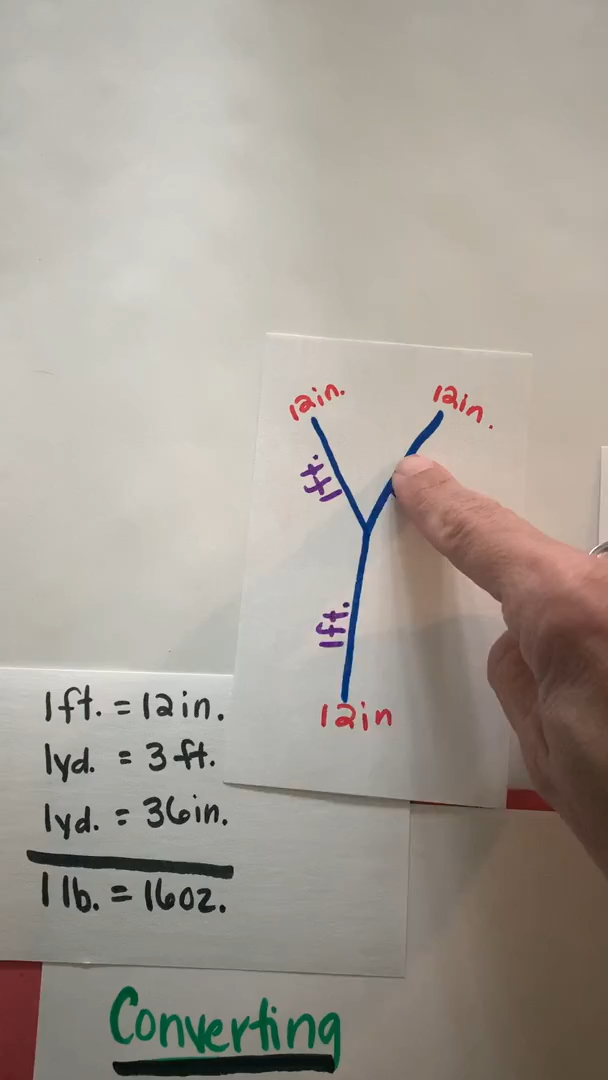 12in.
12in.
1ft.
1ft.
12in
1ft. = 12in.
1yd. = 3ft.
1yd. = 36in.
1 lb. = 16oz.
Converting